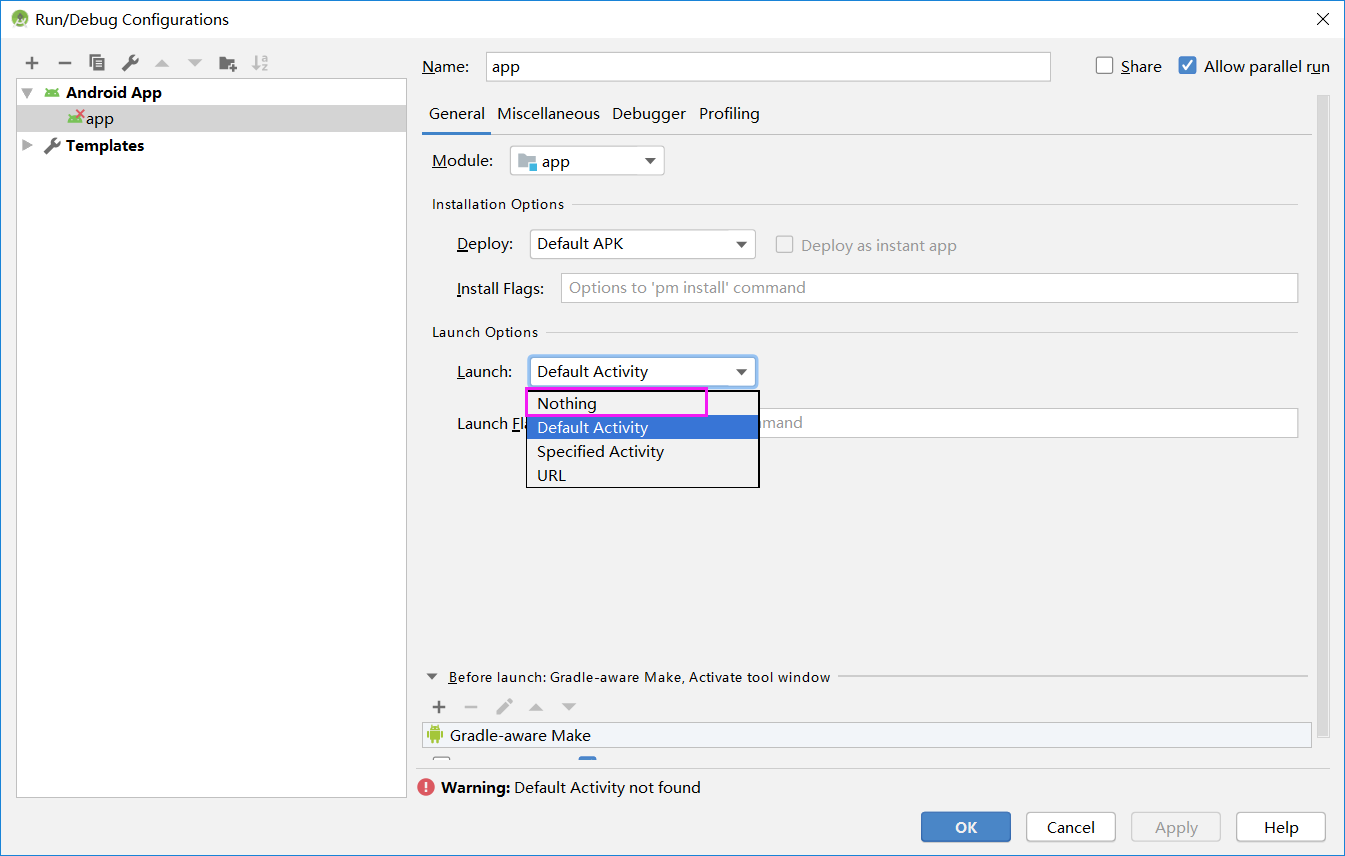 Run/Debug Configurations
Name: app
Share
Allow parallel run
Android App
app
Templates
General Miscellaneous Debugger Profiling
Module: app
Installation Options
Deploy: Default APK
Deploy as instant app
Install Flags: Options to 'pm install' command
Launch Options
Launch: Default Activity
Nothing
Launch Fla
mand
Default Activity
Specified Activity
URL
Before launch: Gradle-aware Make, Activate tool window
Gradle-aware Make
Warning: Default Activity not found
OK Cancel Apply Help